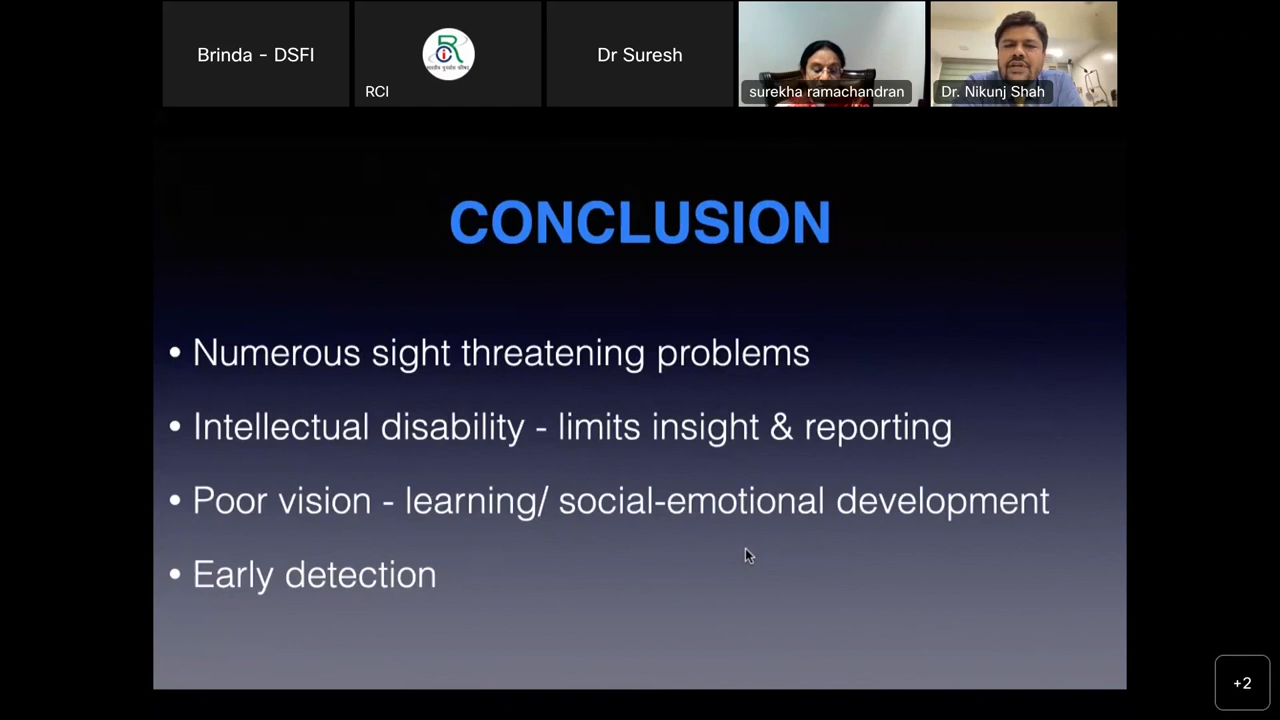 Brinda - DSFI
RCI
Dr Suresh
surekha ramachandran
Dr. Nikunj Shah
CONCLUSION
• Numerous sight threatening problems
• Intellectual disability - limits insight & reporting
• Poor vision - learning/ social-emotional development
• Early detection
+2